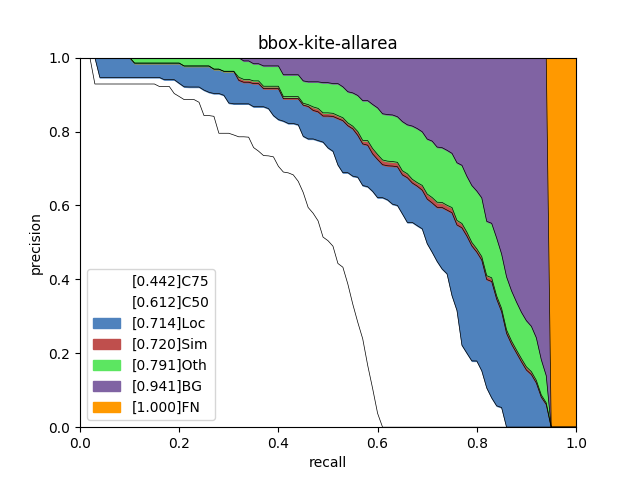 bbox-kite-allarea
1.0
0.8
0.6
0.4
0.2
0.0
precision
[0.442]C75
[0.612]C50
[0.714]Loc
[0.720]Sim
[0.791]Oth
[0.941]BG
[1.000]FN
0.0 0.2 0.4 0.6 0.8 1.0
recall